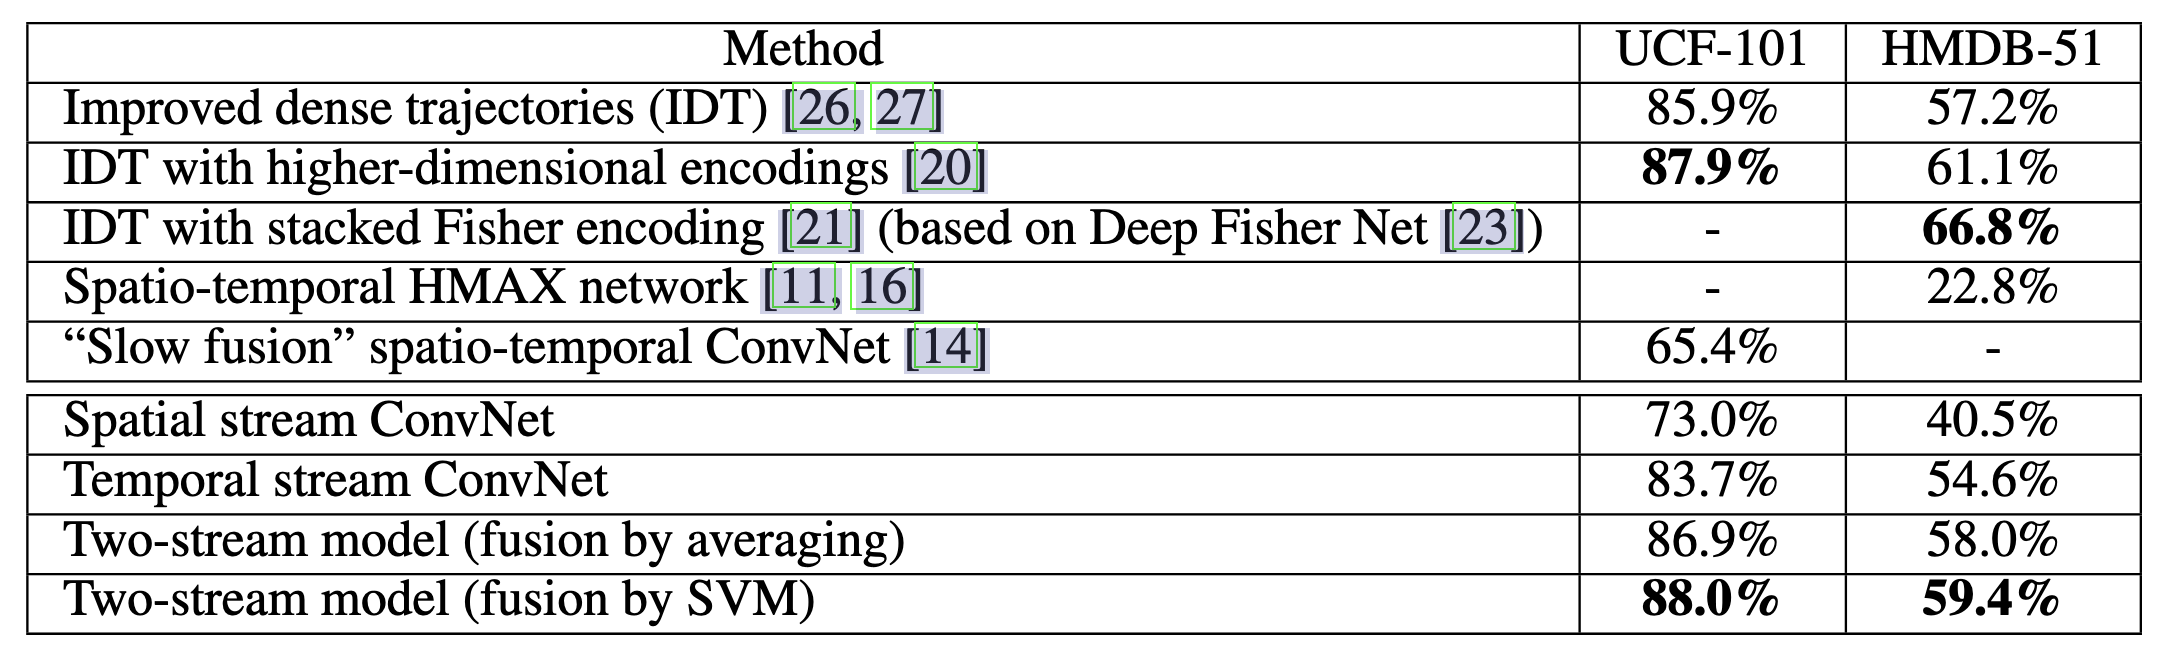 Method UCF-101 HMDB-51
Improved dense trajectories (IDT) [26, 27] 85.9% 57.2%
IDT with higher-dimensional encodings [20] 87.9% 61.1%
IDT with stacked Fisher encoding [21] (based on Deep Fisher Net [23]) - 66.8%
Spatio-temporal HMAX network [11, 16] - 22.8%
“Slow fusion” spatio-temporal ConvNet [14] 65.4% -
Spatial stream ConvNet 73.0% 40.5%
Temporal stream ConvNet 83.7% 54.6%
Two-stream model (fusion by averaging) 86.9% 58.0%
Two-stream model (fusion by SVM) 88.0% 59.4%